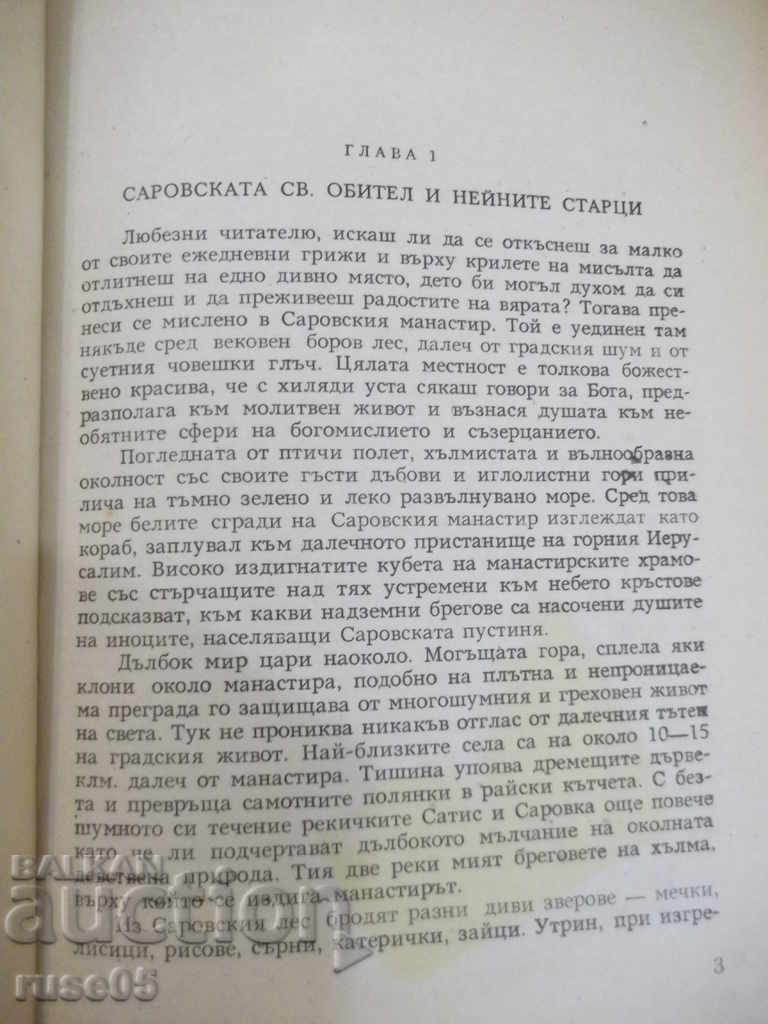 ГЛАВА 1
САРОВСКАТА СВ. ОБИТЕЛ И НЕЙНИТЕ СТАРЦИ
Любезни читателю, искаш ли да се откъснеш за малко
от своите ежедневни грижи и върху крилете на мисълта да
отлитнеш на едно дивно място, дето би могъл духом да си
отдъхнеш и да преживееш радостите на вярата? Тогава пре-
неси се мислено в Саровския манастир. Той е уединен там
някъде сред вековен боров лес, далеч от градския шум и от
суетния човешки глъч. Цялата местност е толкова божест-
вено красива, че с хиляди уста сякаш говори за Бога, пред-
разполага към молитвен живот и възнася душата към не-
обятните сфери на богомислието и съзерцанието.
Погледната от птичи полет, хълмистата и вълнообразна
околност със своите гъсти дъбови и иглолистни гори при-
лича на тъмно зелено и леко развълнувано море. Сред това
море белите сгради на Саровския манастир изглеждат като
кораб, заплувал към далечното пристанище на горния Иеру-
салим. Високо издигнатите кубета на манастирските храмо-
ве със стърчащите над тях устремени към небето кръстове
подсказват, към какви надземни брегове са насочени душите
на иноците, населяващи Саровската пустиня.
Дълбок мир цари наоколо. Могъщата гора, сплела яки
клони около манастира, подобно на плътна и непроницае-
ма преграда го защищава от многошумния и греховен живот
на света. Тук не прониква никакъв отглас от далечния тътен
на градския живот. Най-близките села са на около 10—15
клм. далеч от манастира. Тишина упоява дремещите дърве-
та и превръща самотните полянки в райски кътчета. С без-
шумното си течение рекичките Сатис и Саровка още повече
като че ли подчертават дълбокото мълчание на околната
девствена природа. Тия две реки мият бреговете на хълма,
върху който се издига манастирът.
Из Саровския лес бродят разни диви зверове — мечки,
лисици, рисове, сърни, катерички, зайци. Утрин, при изгре-
3
BALKAN
auction
ruse05